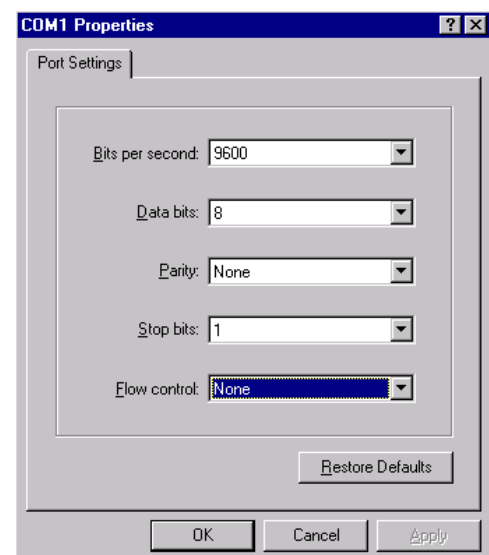 COM1 Properties
Port Settings
Bits per second: 9600
Data bits: 8
Parity: None
Stop bits: 1
Flow control: None
Restore Defaults
OK Cancel Apply